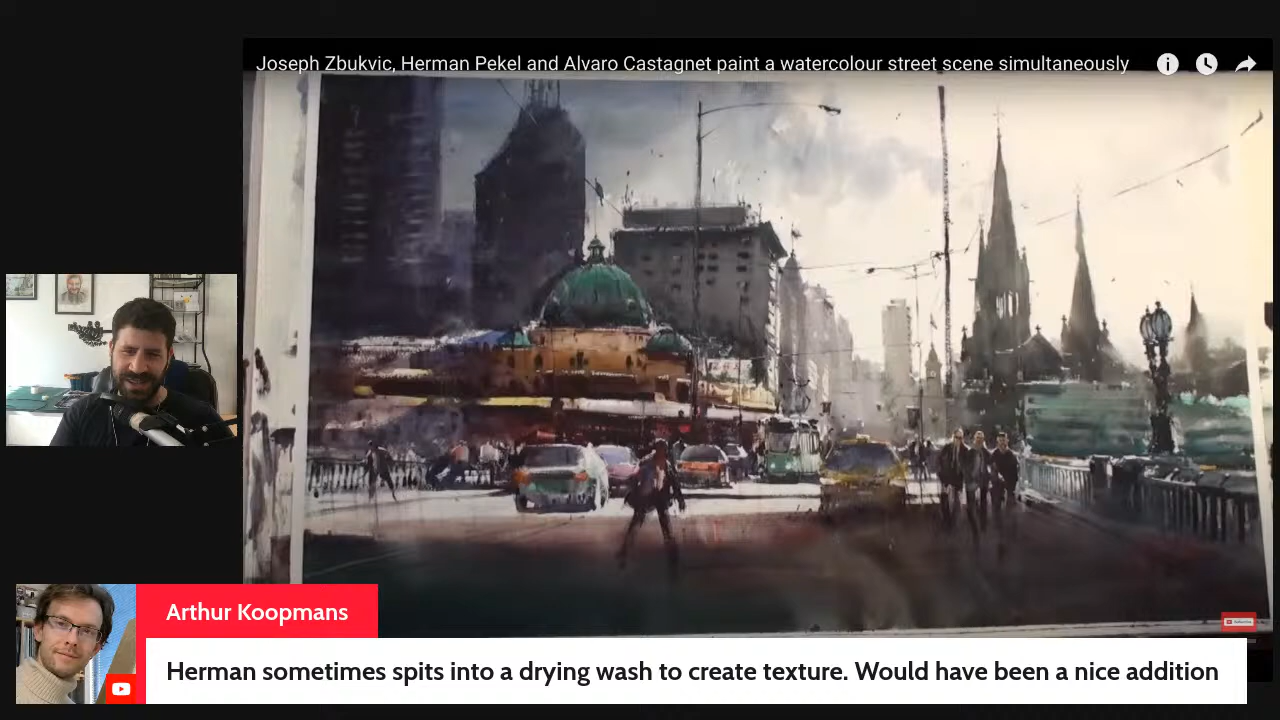 Joseph Zbukvic, Herman Pekel and Alvaro Castagnet paint a watercolour street scene simultaneously
Arthur Koopmans
Herman sometimes spits into a drying wash to create texture. Would have been a nice addition